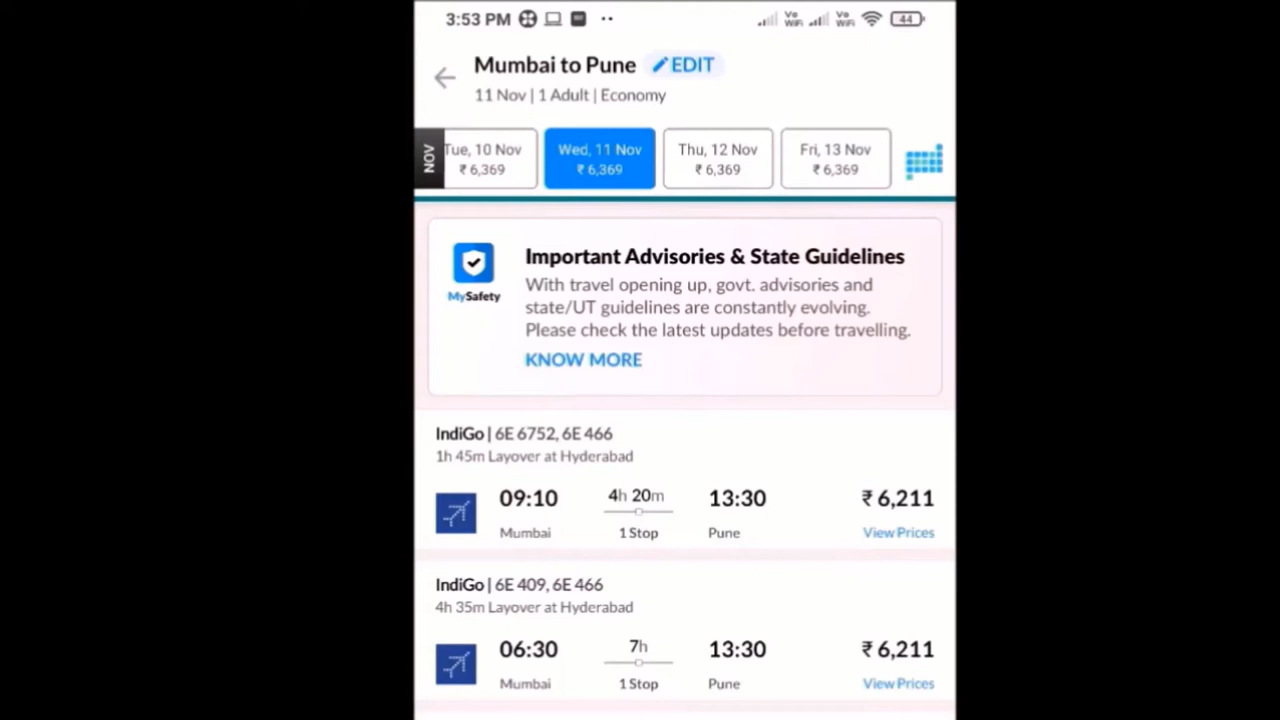 3:53 PM
Vo WiFi
Vo WiFi
44
Mumbai to Pune EDIT
11 Nov | 1 Adult | Economy
NOV
Tue, 10 Nov
₹ 6,369
Wed, 11 Nov
₹ 6,369
Thu, 12 Nov
₹ 6,369
Fri, 13 Nov
₹ 6,369
MySafety
Important Advisories & State Guidelines
With travel opening up, govt. advisories and
state/UT guidelines are constantly evolving.
Please check the latest updates before travelling.
KNOW MORE
IndiGo | 6E 6752, 6E 466
1h 45m Layover at Hyderabad
09:10 4h 20m 13:30 ₹ 6,211
Mumbai 1 Stop Pune View Prices
IndiGo | 6E 409, 6E 466
4h 35m Layover at Hyderabad
06:30 7h 13:30 ₹ 6,211
Mumbai 1 Stop Pune View Prices